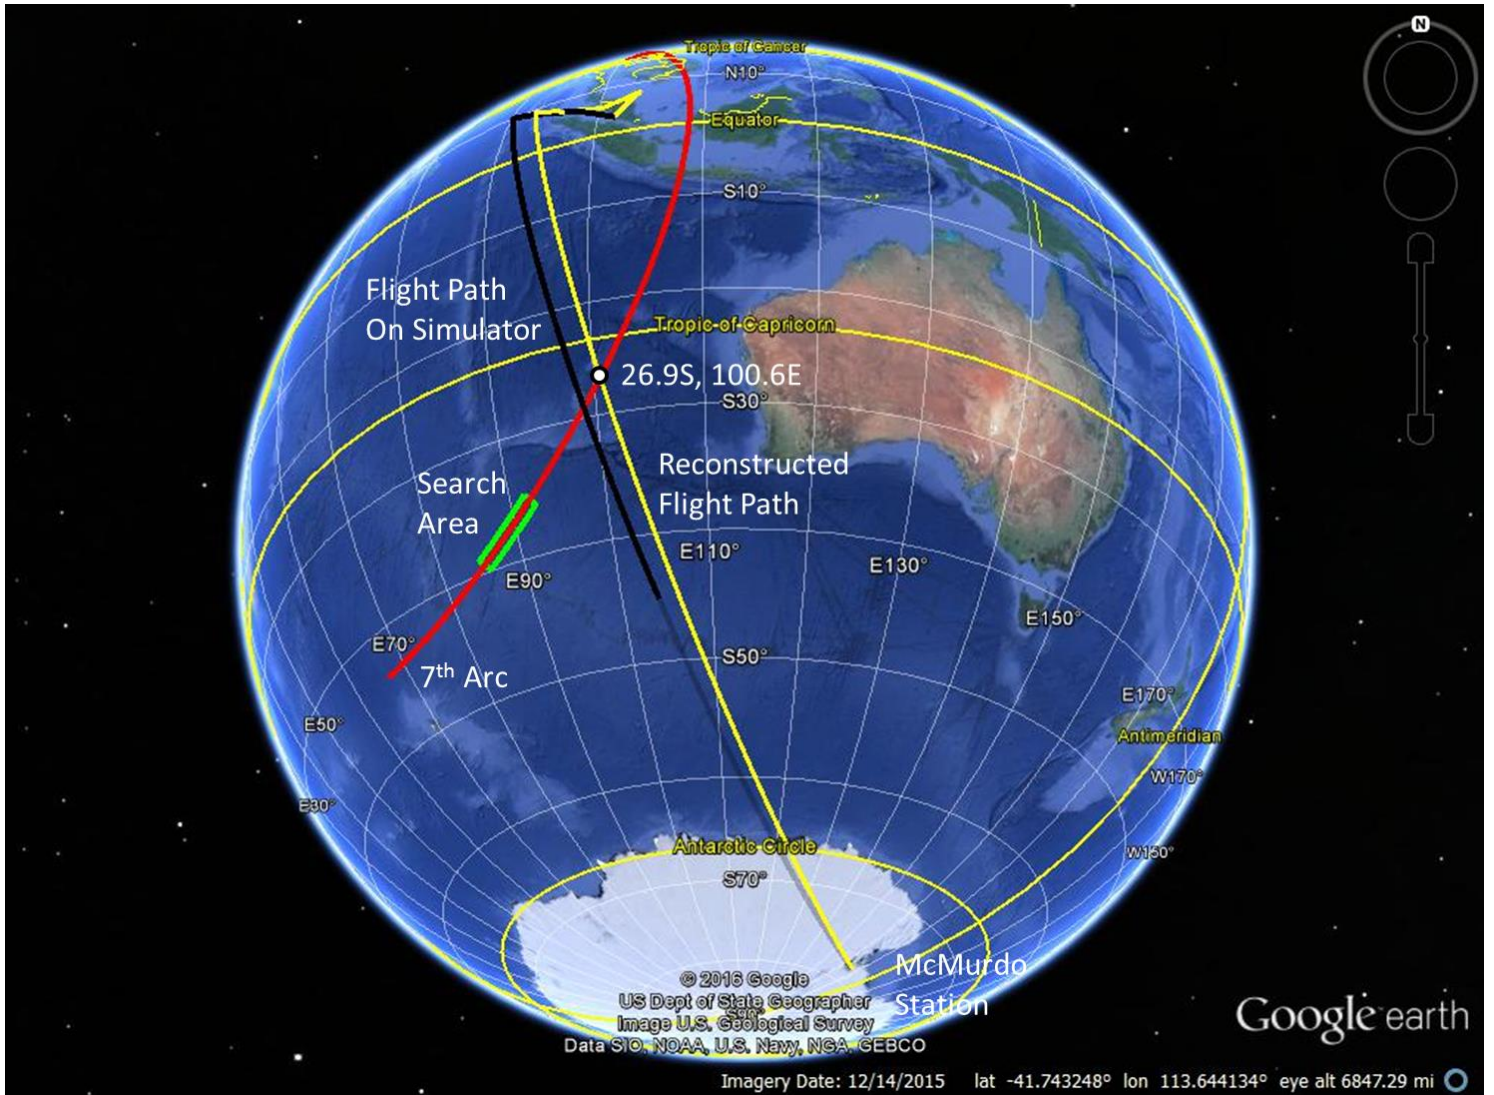 N
Tropic of Cancer
N10°
Equator
S10°
Flight Path
On Simulator
Tropic of Capricorn
26.9S, 100.6E
S30°
Reconstructed
Flight Path
Search
Area
E110°
E130°
E90°
E150°
E70°
S50°
7th Arc
E170°
E50°
Antimeridian
W170°
E30°
Antarctic Circle
W150°
S70°
McMurdo
Station
© 2016 Google
US Dept of State Geographer
S90°
Image U.S. Geological Survey
Data SIO, NOAA, U.S. Navy, NGA, GEBCO
Google earth
Imagery Date: 12/14/2015 lat -41.743248° lon 113.644134° eye alt 6847.29 mi